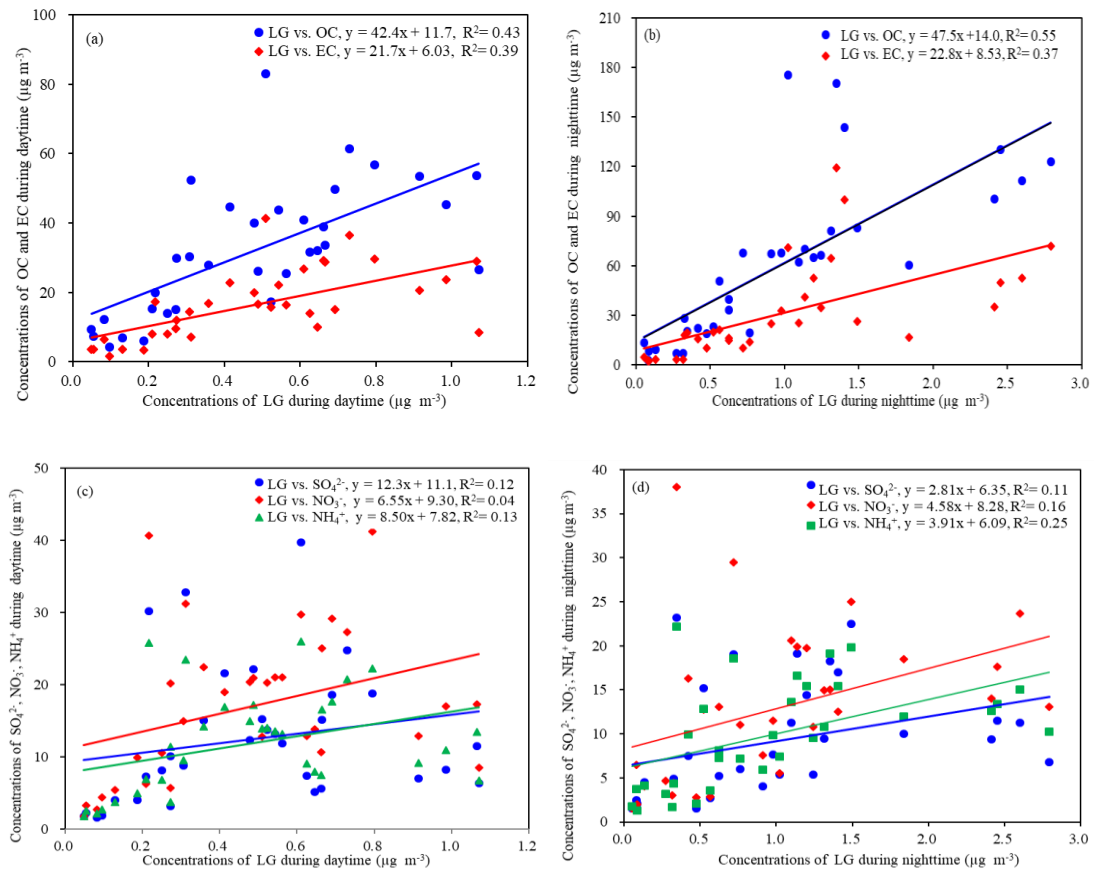 (a)
LG vs. OC, y = 42.4x + 11.7, R²= 0.43
LG vs. EC, y = 21.7x + 6.03, R²= 0.39
100
80
60
40
20
0
0.0 0.2 0.4 0.6 0.8 1.0 1.2
Concentrations of OC and EC during daytime (μg m⁻³)
Concentrations of LG during daytime (μg m⁻³)
(b)
LG vs. OC, y = 47.5x +14.0, R²= 0.55
LG vs. EC, y = 22.8x + 8.53, R²= 0.37
210
180
150
120
90
60
30
0
0.0 0.5 1.0 1.5 2.0 2.5 3.0
Concentrations of OC and EC during nighttime (μg m⁻³)
Concentrations of LG during nighttime (μg m⁻³)
(c)
LG vs. SO₄²⁻, y = 12.3x + 11.1, R²= 0.12
LG vs. NO₃⁻, y = 6.55x + 9.30, R²= 0.04
LG vs. NH₄⁺, y = 8.50x + 7.82, R²= 0.13
50
40
30
20
10
0
0.0 0.2 0.4 0.6 0.8 1.0 1.2
Concentrations of SO₄²⁻, NO₃⁻, NH₄⁺ during daytime (μg m⁻³)
Concentrations of LG during daytime (μg m⁻³)
(d)
LG vs. SO₄²⁻, y = 2.81x + 6.35, R²= 0.11
LG vs. NO₃⁻, y = 4.58x + 8.28, R²= 0.16
LG vs. NH₄⁺, y = 3.91x + 6.09, R²= 0.25
40
35
30
25
20
15
10
5
0
0.0 0.5 1.0 1.5 2.0 2.5 3.0
Concentrations of SO₄²⁻, NO₃⁻, NH₄⁺ during nighttime (μg m⁻³)
Concentrations of LG during nighttime (μg m⁻³)